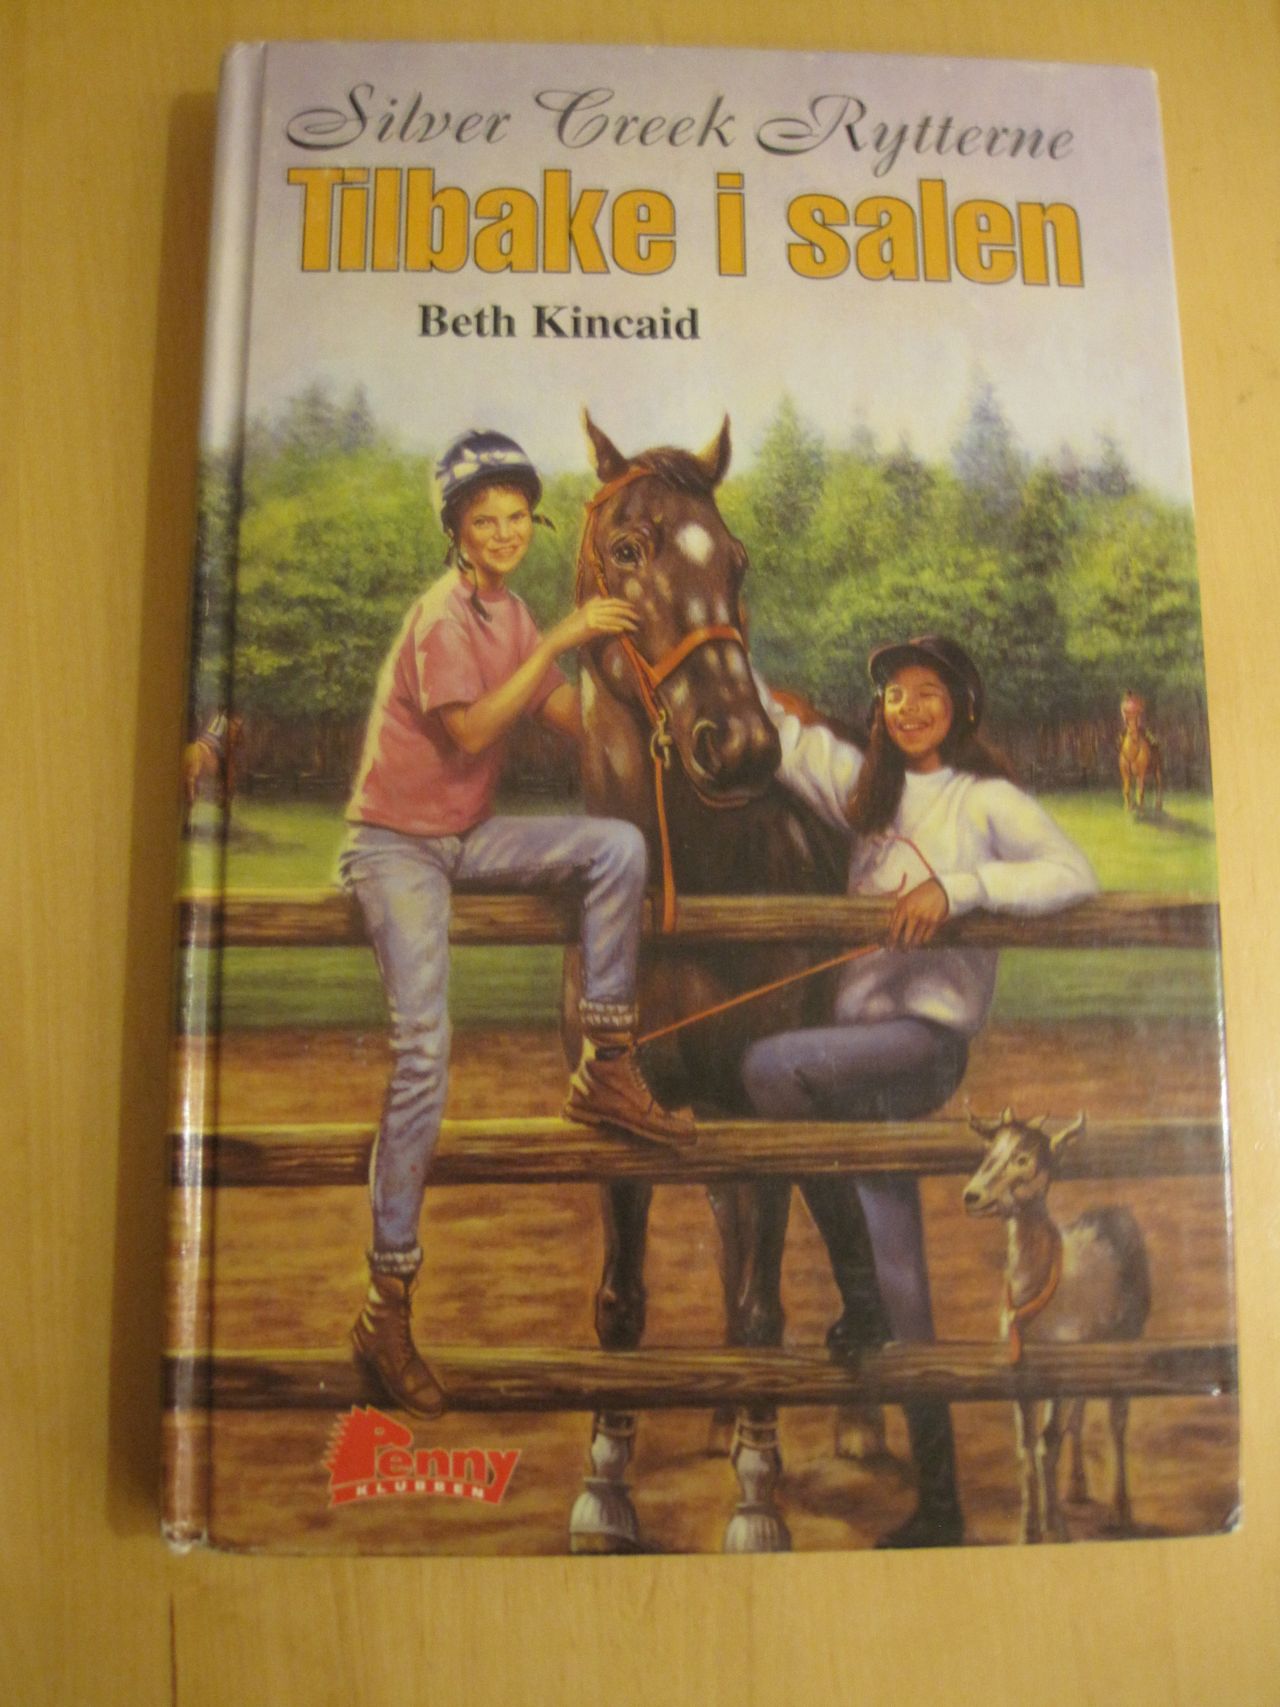 Silver Creek Rytterne
Tilbake i salen
Beth Kincaid
Penny
KLUBBEN